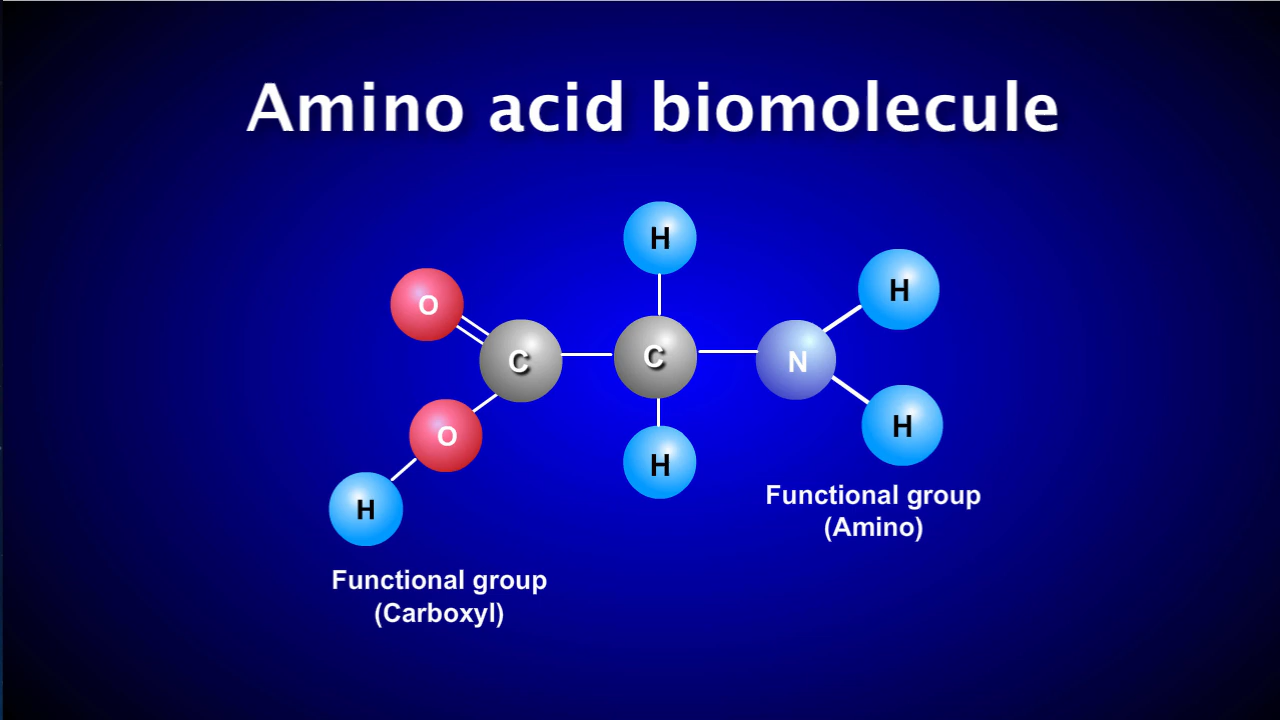 Amino acid biomolecule
H
H
O
C
C
N
O
H
H
H
Functional group
(Amino)
Functional group
(Carboxyl)